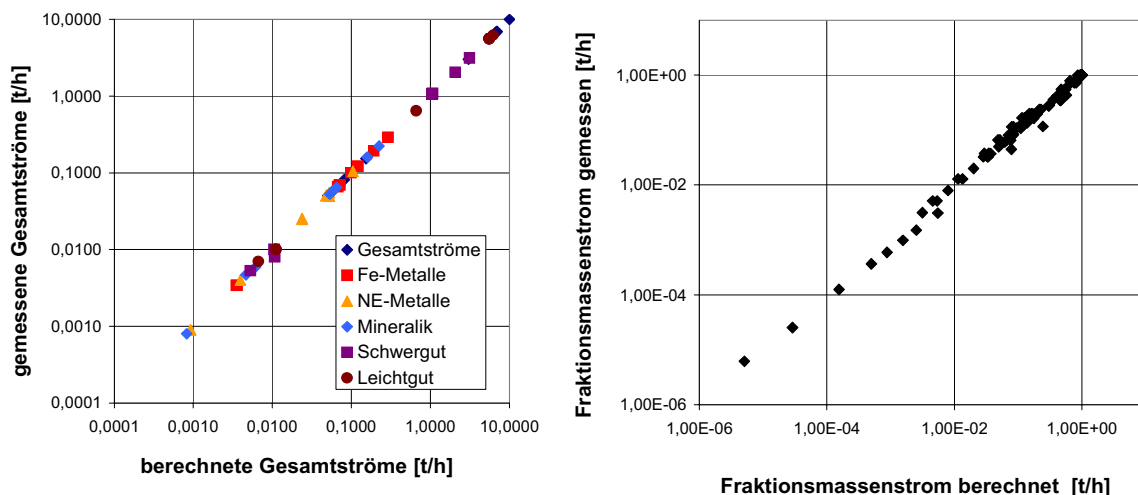 gemessene Gesamtströme [t/h]
10,0000
1,0000
0,1000
0,0100
0,0010
0,0001
0,0001
0,0010
0,0100
0,1000
1,0000
10,0000
berechnete Gesamtströme [t/h]
Gesamtströme
Fe-Metalle
NE-Metalle
Mineralik
Schwergut
Leichtgut
Fraktionsmassenstrom gemessen [t/h]
1,00E+00
1,00E-02
1,00E-04
1,00E-06
1,00E-06
1,00E-04
1,00E-02
1,00E+00
Fraktionsmassenstrom berechnet [t/h]